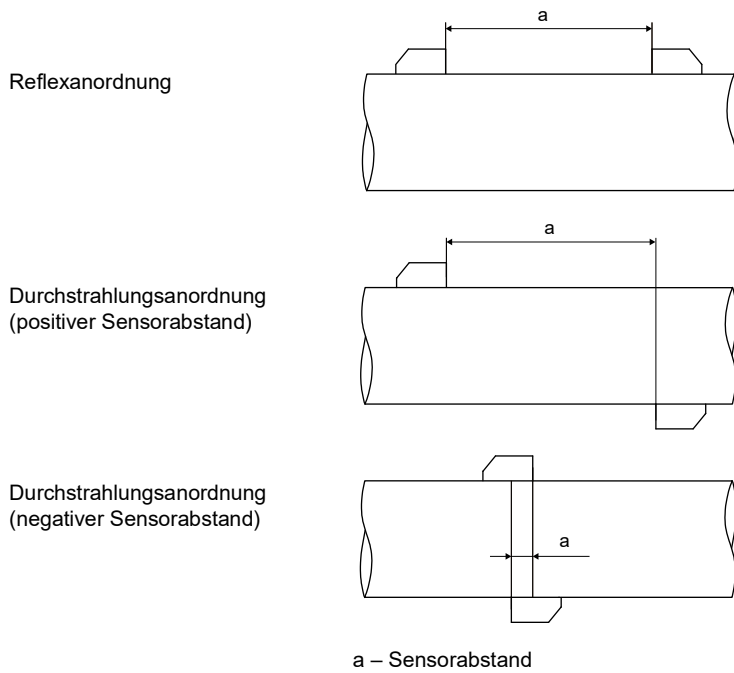 a
Reflexanordnung
a
Durchstrahlungsanordnung
(positiver Sensorabstand)
Durchstrahlungsanordnung
(negativer Sensorabstand)
a
a – Sensorabstand